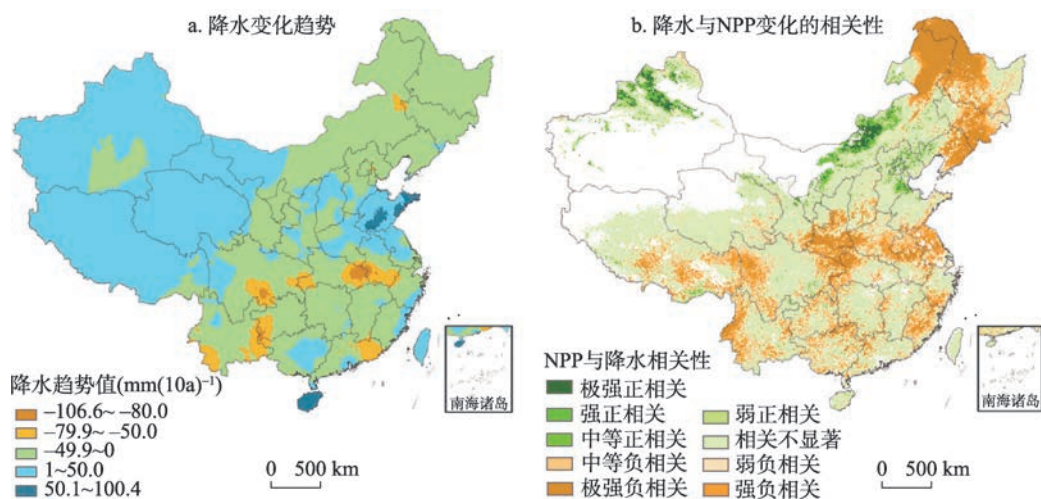 a. 降水变化趋势
降水趋势值(mm(10a)⁻¹)
−106.6~ −80.0
−79.9~ −50.0
−49.9~0
1~50.0
50.1~100.4
0 500 km
南海诸岛
b. 降水与NPP变化的相关性
NPP与降水相关性
极强正相关
强正相关 弱正相关
中等正相关 相关不显著
中等负相关 弱负相关
极强负相关 强负相关
0 500 km
南海诸岛